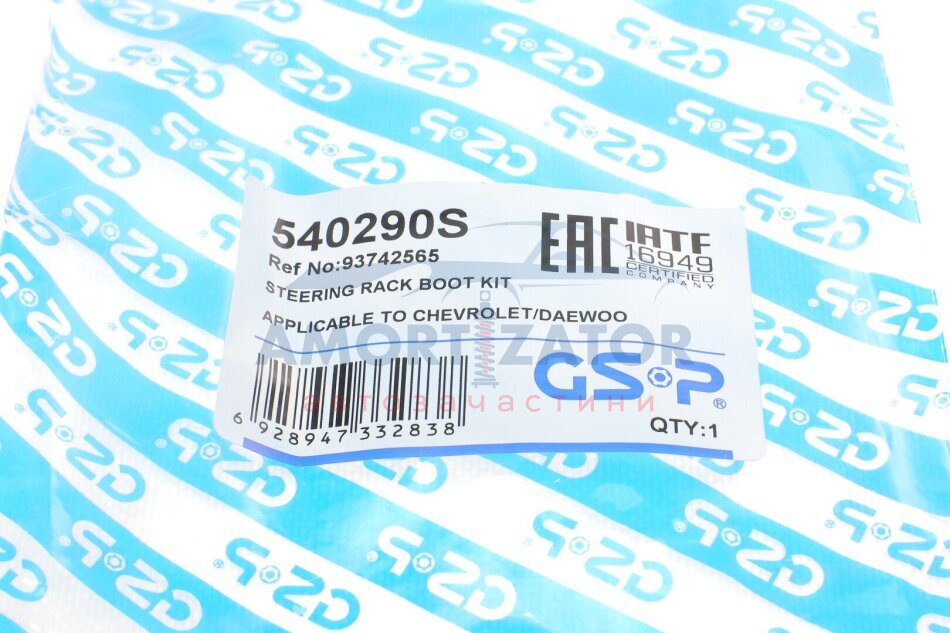 540290S
Ref No:93742565
STEERING RACK BOOT KIT
APPLICABLE TO CHEVROLET/DAEWOO
EAC
IATF
16949
CERTIFIED
COMPANY
AMORTIZATOR
автозапчастини
GSP®
6 928947 332838
QTY:1